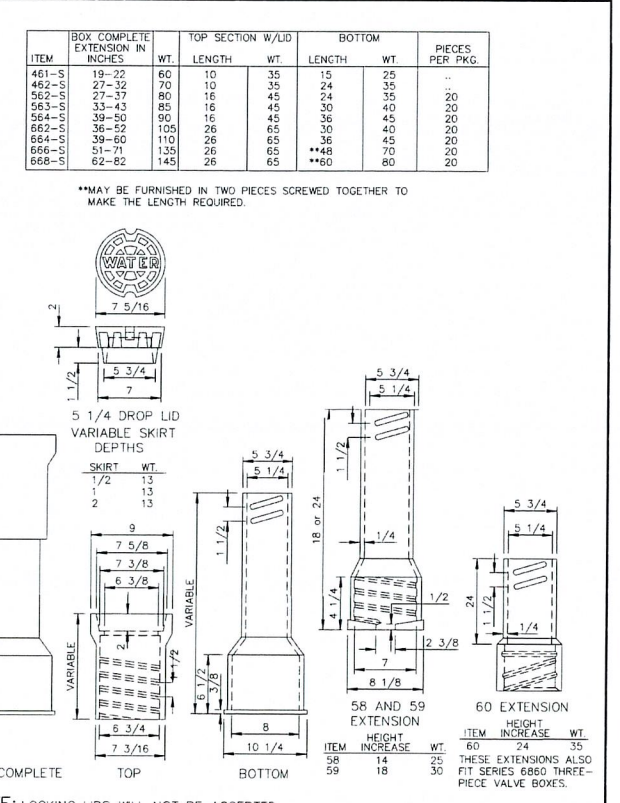 BOX COMPLETE TOP SECTION W/LID BOTTOM
EXTENSION IN PIECES
ITEM INCHES WT. LENGTH WT. LENGTH WT. PER PKG.
461-S 19-22 60 10 35 15 25 ..
462-S 27-32 70 10 35 24 35 ..
562-S 27-37 80 16 45 24 35 20
563-S 33-43 85 16 45 30 40 20
564-S 39-50 90 16 45 36 45 20
662-S 36-52 105 26 65 30 40 20
664-S 39-60 110 26 65 36 45 20
666-S 51-71 135 26 65 **48 70 20
668-S 62-82 145 26 65 **60 80 20
**MAY BE FURNISHED IN TWO PIECES SCREWED TOGETHER TO
MAKE THE LENGTH REQUIRED.
WATER
7 5/16
2
5 3/4
7
1 1/2
5 1/4 DROP LID
VARIABLE SKIRT
DEPTHS
SKIRT WT.
1/2 13
1 13
2 13
9
7 5/8
7 3/8
6 3/8
VARIABLE
2
1/2
6 3/4
7 3/16
COMPLETE
TOP
5 3/4
5 1/4
1 1/2
VARIABLE
6 1/2
3/8
8
10 1/4
BOTTOM
5 3/4
5 1/4
1 1/2
18 or 24
1/4
4 1/4
1/2
2 3/8
7
8 1/8
58 AND 59
EXTENSION
HEIGHT
ITEM INCREASE WT.
58 14 25
59 18 30
5 3/4
5 1/4
24
1 1/2
1/4
60 EXTENSION
HEIGHT
ITEM INCREASE WT.
60 24 35
THESE EXTENSIONS ALSO
FIT SERIES 6860 THREE-
PIECE VALVE BOXES.
E: LOCKING LIDS WILL NOT BE ACCEPTED